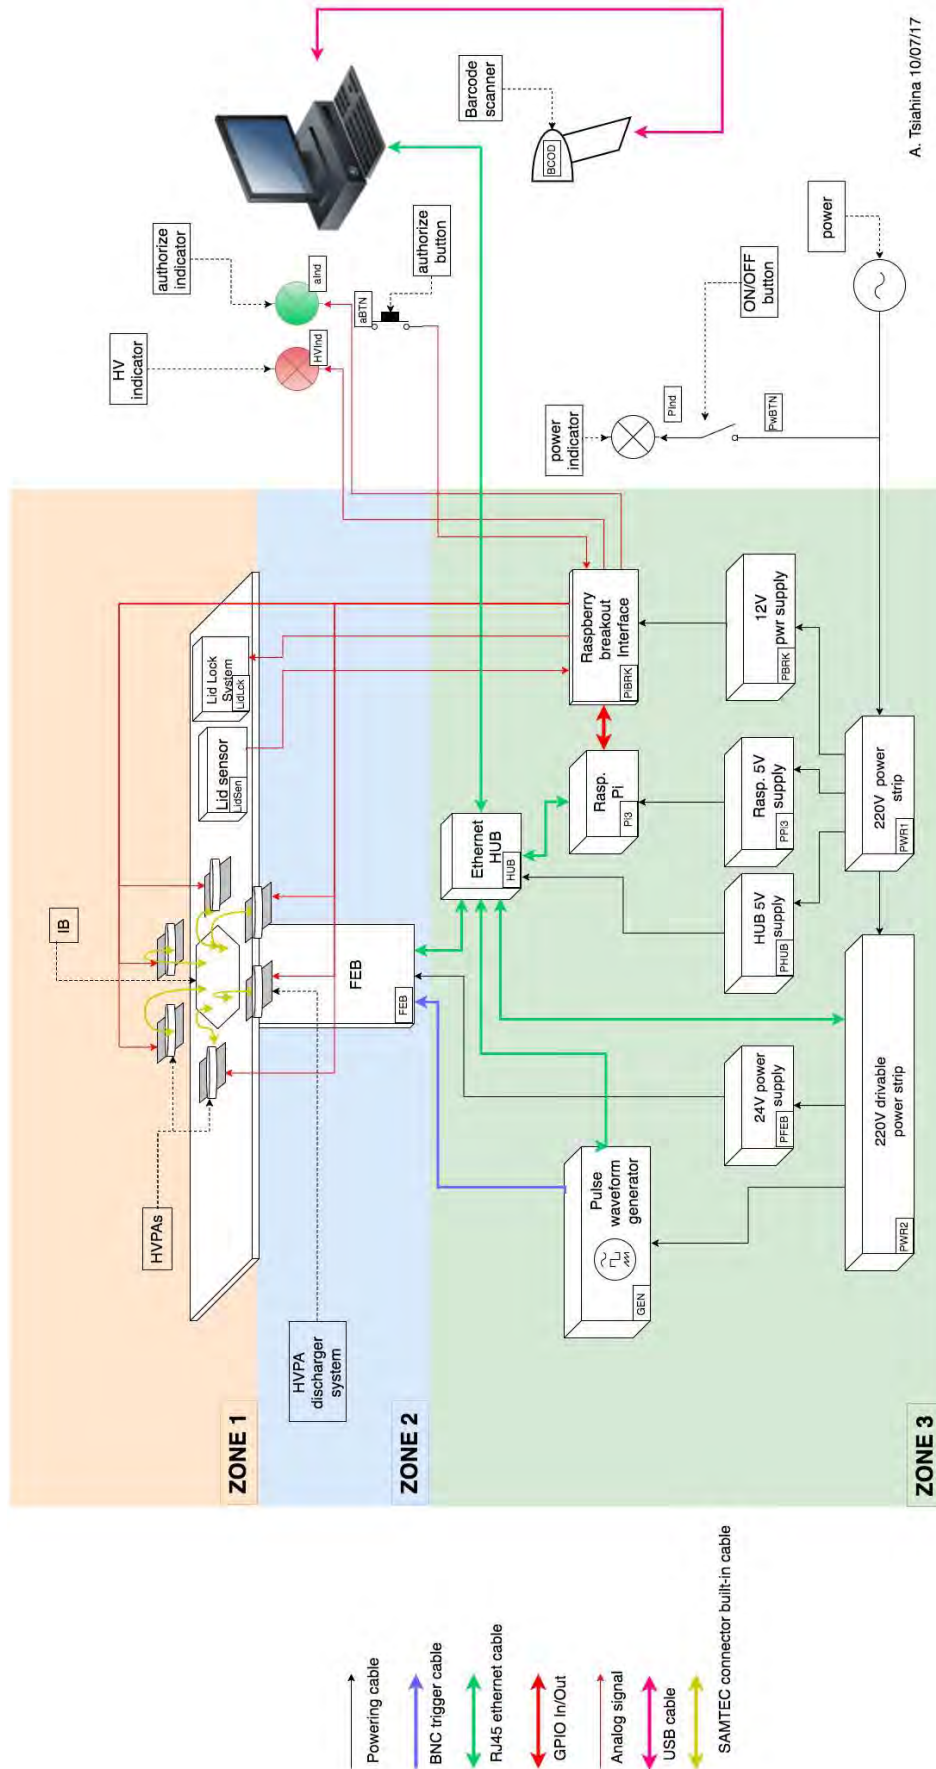 Powering cable
BNC trigger cable
RJ45 ethernet cable
GPIO In/Out
Analog signal
USB cable
SAMTEC connector built-in cable
ZONE 1
HVPAs
IB
Lid sensor
LidSen
Lid Lock
System
LidLck
ZONE 2
HVPA
discharger
system
FEB
FEB
ZONE 3
Ethernet
HUB
HUB
Pulse
waveform
generator
GEN
Rasp.
Pi
Pi3
Raspberry
breakout
Interface
PiBRK
24V power
supply
PFEB
HUB 5V
supply
PHUB
Rasp. 5V
supply
PPi3
12V
pwr supply
PBRK
220V drivable
power strip
PWR2
220V power
strip
PWR1
HV
indicator
HVInd
authorize
indicator
aInd
aBTN
authorize
button
Barcode
scanner
BCOD
power
indicator
PInd
PwBTN
ON/OFF
button
power
A. Tsiahina 10/07/17